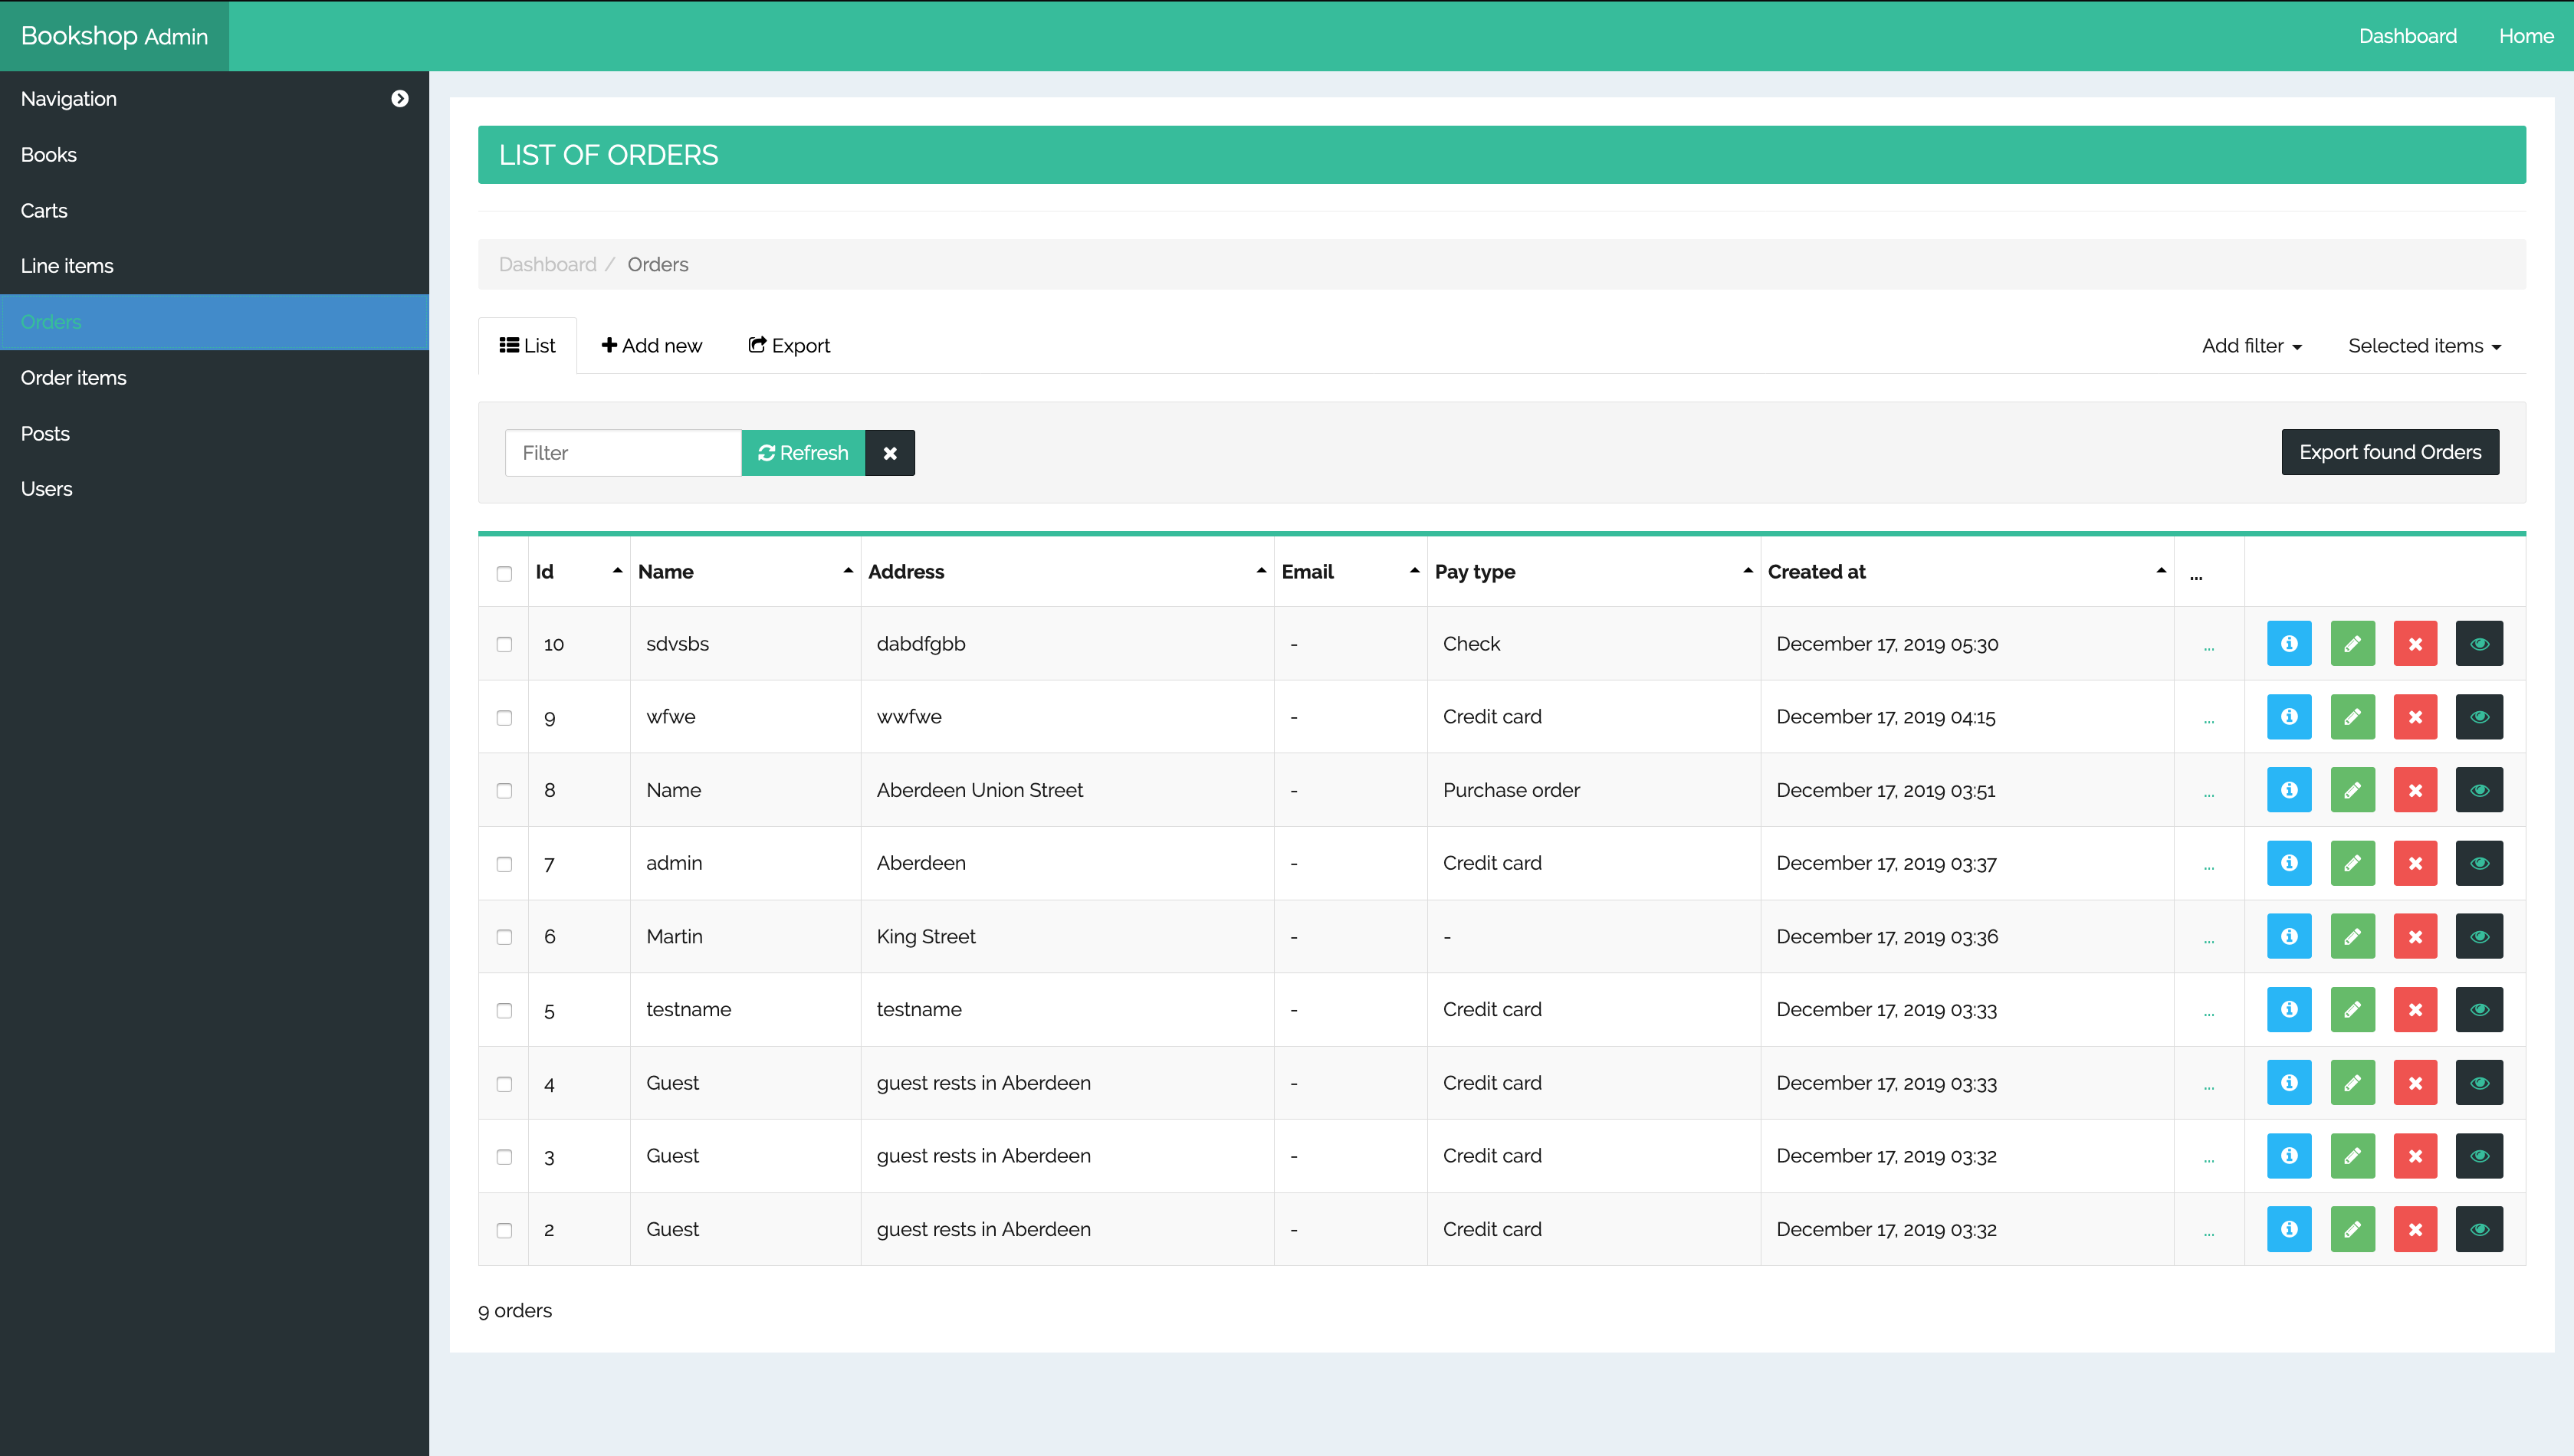 Bookshop Admin Dashboard Home
Navigation
Books
Carts
Line items
Orders
Order items
Posts
Users
LIST OF ORDERS
Dashboard / Orders
List Add new Export Add filter Selected items
Filter Refresh Export found Orders
Id Name Address Email Pay type Created at ...
10 sdvsbs dabdfgbb - Check December 17, 2019 05:30 ...
9 wfwe wwfwe - Credit card December 17, 2019 04:15 ...
8 Name Aberdeen Union Street - Purchase order December 17, 2019 03:51 ...
7 admin Aberdeen - Credit card December 17, 2019 03:37 ...
6 Martin King Street - - December 17, 2019 03:36 ...
5 testname testname - Credit card December 17, 2019 03:33 ...
4 Guest guest rests in Aberdeen - Credit card December 17, 2019 03:33 ...
3 Guest guest rests in Aberdeen - Credit card December 17, 2019 03:32 ...
2 Guest guest rests in Aberdeen - Credit card December 17, 2019 03:32 ...
9 orders